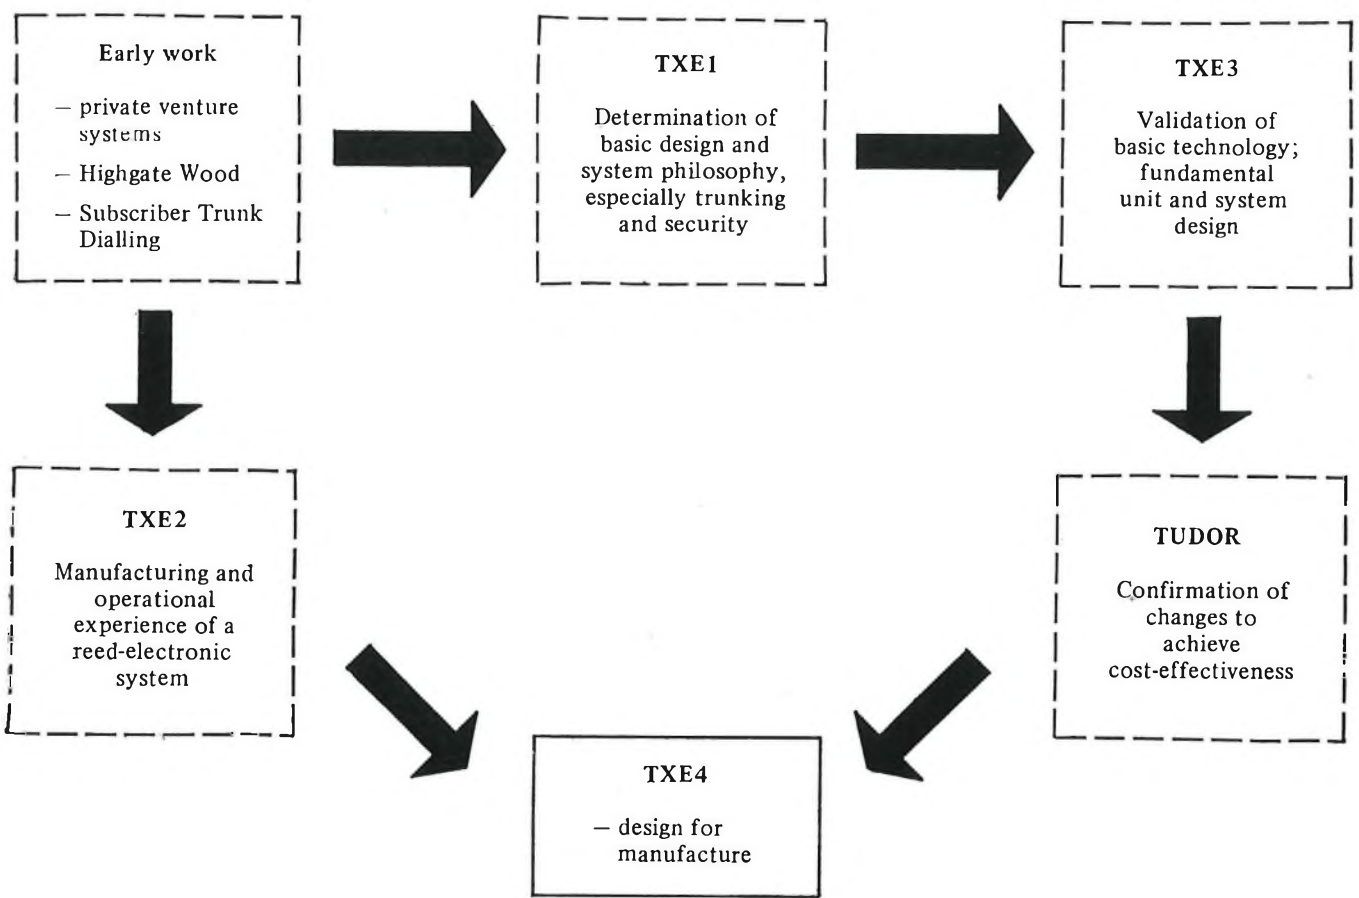 Early work
— private venture
systems
— Highgate Wood
— Subscriber Trunk
Dialling
TXE1
Determination of
basic design and
system philosophy,
especially trunking
and security
TXE3
Validation of
basic technology;
fundamental
unit and system
design
TXE2
Manufacturing and
operational
experience of a
reed-electronic
system
TUDOR
Confirmation of
changes to
achieve
cost-effectiveness
TXE4
— design for
manufacture